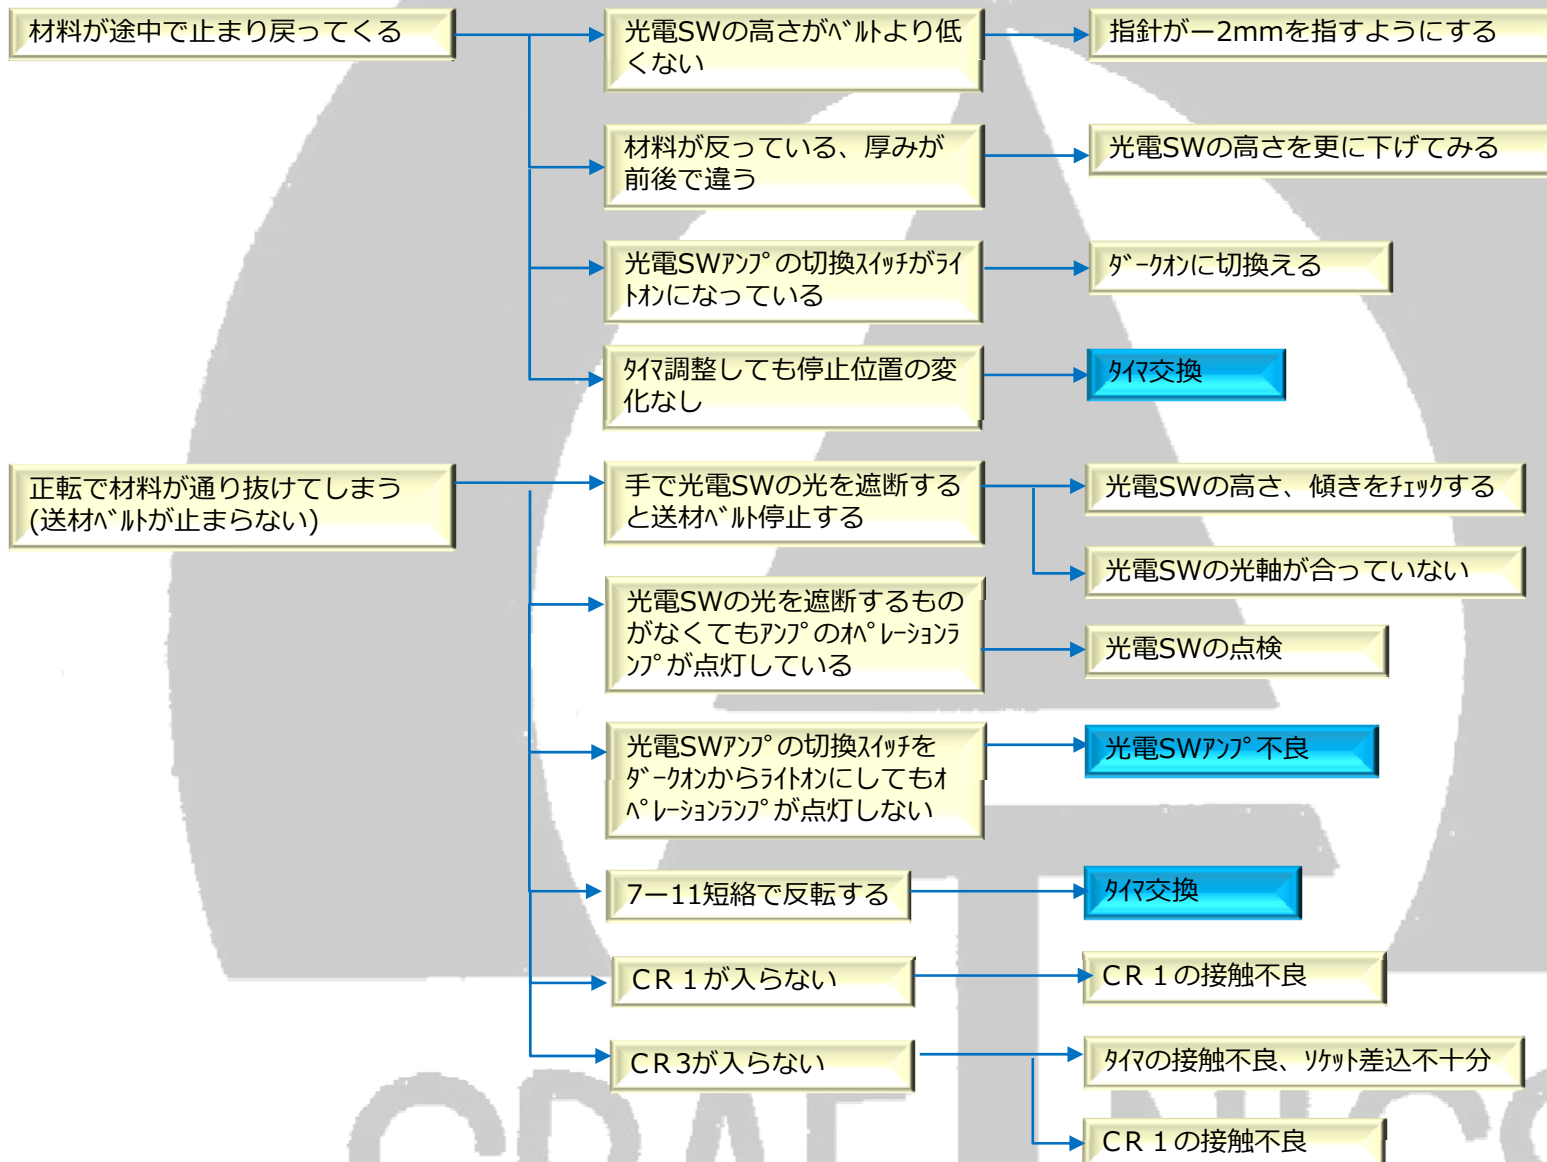 材料が途中で止まり戻ってくる
光電SWの高さがﾍﾞﾙﾄより低
くない
指針がー2mmを指すようにする
材料が反っている、厚みが
前後で違う
光電SWの高さを更に下げてみる
光電SWｱﾝﾌﾟの切換ｽｲｯﾁがﾗｲ
ﾄｵﾝになっている
ﾀﾞｰｸｵﾝに切換える
ﾀｲﾏ調整しても停止位置の変
化なし
ﾀｲﾏ交換
正転で材料が通り抜けてしまう
(送材ﾍﾞﾙﾄが止まらない)
手で光電SWの光を遮断する
と送材ﾍﾞﾙﾄ停止する
光電SWの高さ、傾きをﾁｪｯｸする
光電SWの光軸が合っていない
光電SWの光を遮断するもの
がなくてもｱﾝﾌﾟのｵﾍﾟﾚｰｼｮﾝﾗ
ﾝﾌﾟが点灯している
光電SWの点検
光電SWｱﾝﾌﾟの切換ｽｲｯﾁを
ﾀﾞｰｸｵﾝからﾗｲﾄｵﾝにしてもｵ
ﾍﾟﾚｰｼｮﾝﾗﾝﾌﾟが点灯しない
光電SWｱﾝﾌﾟ不良
7ー11短絡で反転する
ﾀｲﾏ交換
ＣＲ１が入らない
ＣＲ１の接触不良
ＣＲ3が入らない
ﾀｲﾏの接触不良、ｿｹｯﾄ差込不十分
ＣＲ１の接触不良